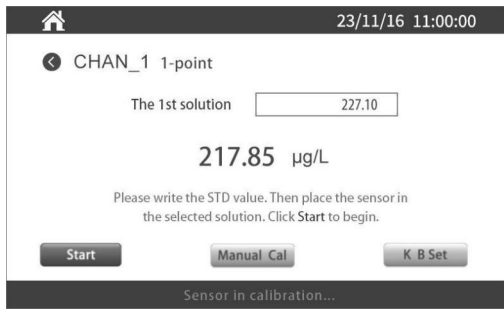 23/11/16 11:00:00
CHAN_1 1-point
The 1st solution 227.10
217.85 µg/L
Please write the STD value. Then place the sensor in
the selected solution. Click Start to begin.
Start Manual Cal K B Set
Sensor in calibration...